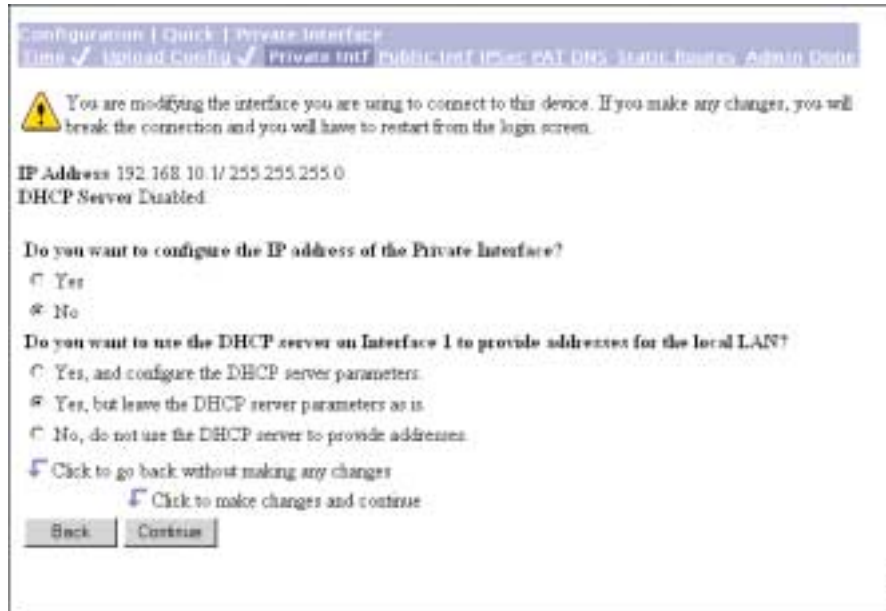 Configuration | Quick | Private Interface
Time Upload Config Private Intf Public Intf IPSec PAT DNS Static Routes Admin Done
You are modifying the interface you are using to connect to this device. If you make any changes, you will
break the connection and you will have to restart from the login screen.
IP Address 192.168.10.1/ 255.255.255.0
DHCP Server Disabled
Do you want to configure the IP address of the Private Interface?
Yes
No
Do you want to use the DHCP server on Interface 1 to provide addresses for the local LAN?
Yes, and configure the DHCP server parameters.
Yes, but leave the DHCP server parameters as is.
No, do not use the DHCP server to provide addresses.
Click to go back without making any changes
Click to make changes and continue
Back Continue